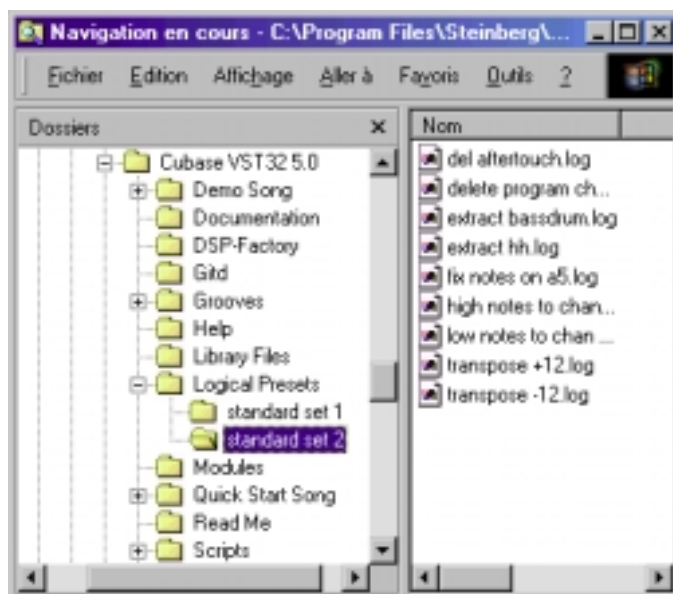 Navigation en cours - C:\Program Files\Steinberg\...
Fichier Edition Affichage Aller à Favoris Outils ?
Dossiers
Cubase VST32 5.0
Demo Song
Documentation
DSP-Factory
Gitd
Grooves
Help
Library Files
Logical Presets
standard set 1
standard set 2
Modules
Quick Start Song
Read Me
Scripts
Nom
del aftertouch.log
delete program ch...
extract bassdrum.log
extract hh.log
fix notes on a5.log
high notes to chan...
low notes to chan ...
transpose +12.log
transpose -12.log